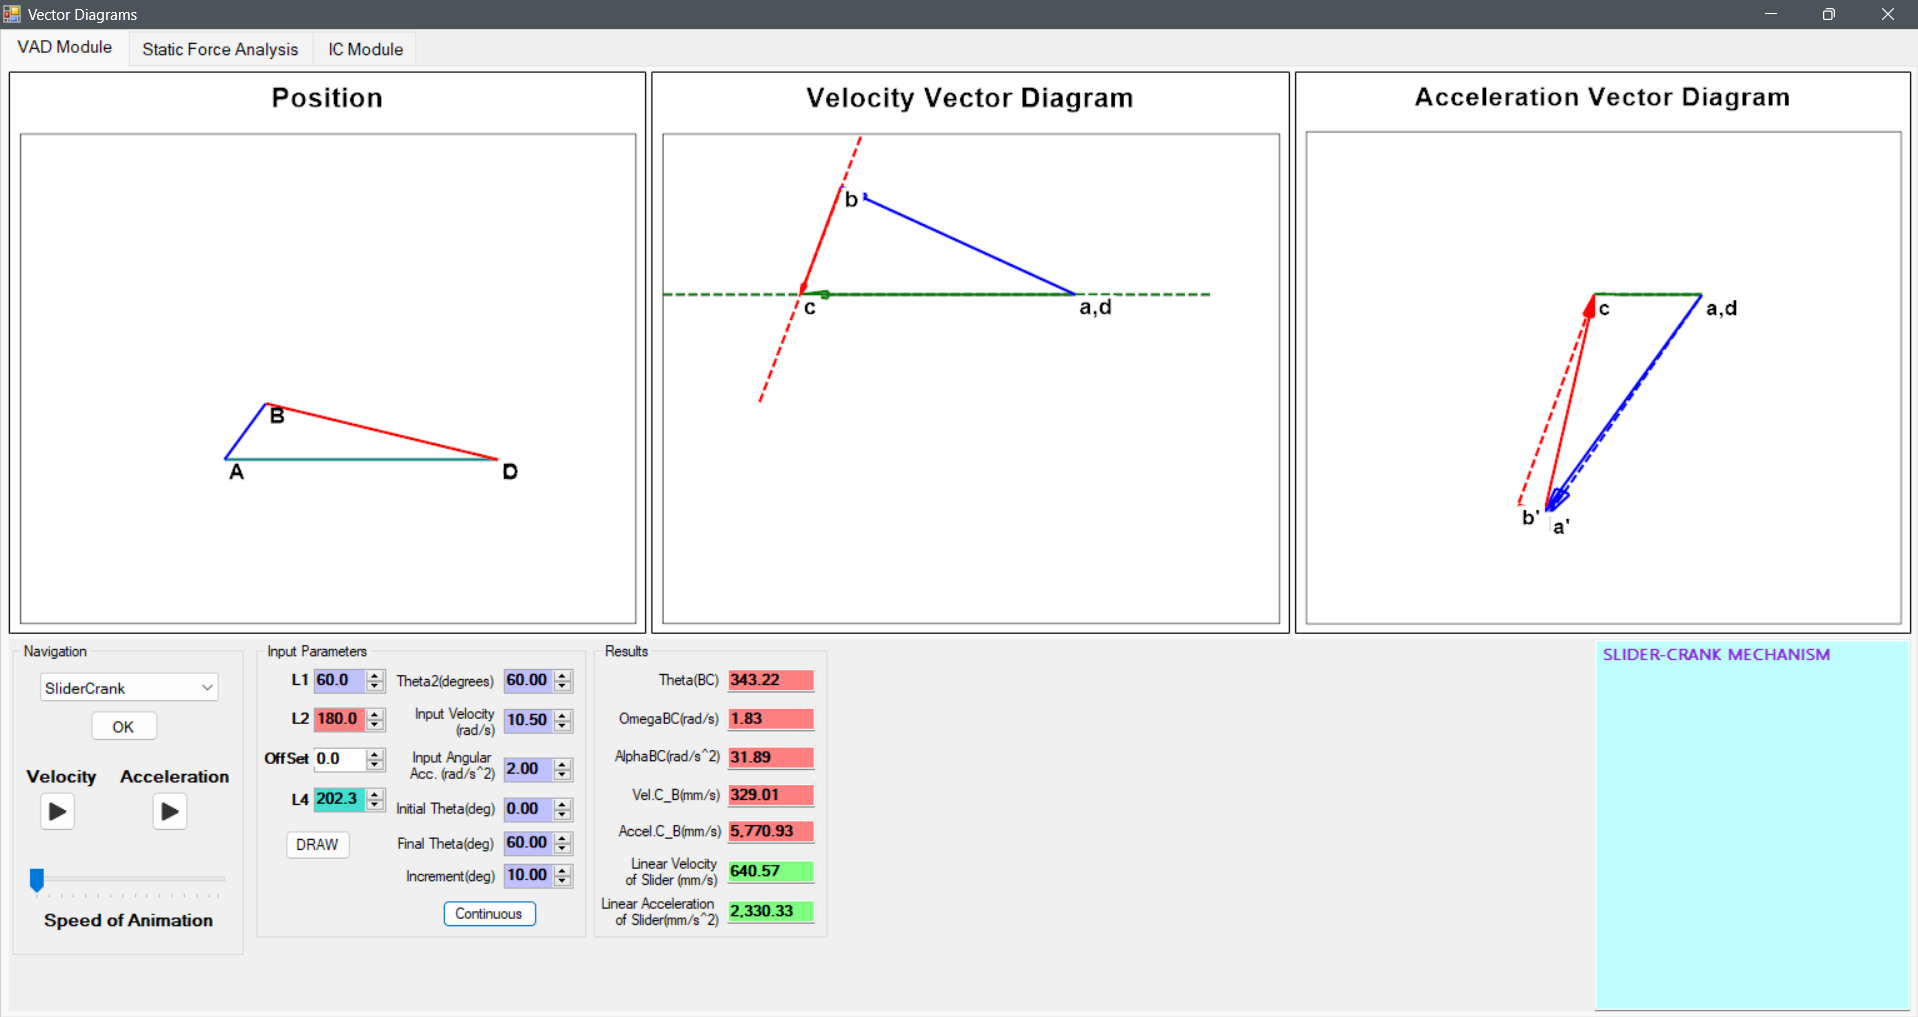 Vector Diagrams
VAD Module
Static Force Analysis
IC Module
Position
B
A
D
Velocity Vector Diagram
b
c
a,d
Acceleration Vector Diagram
c
a,d
b'
a'
Navigation
SliderCrank
OK
Velocity
Acceleration
Speed of Animation
Input Parameters
L1 60.0
L2 180.0
OffSet 0.0
L4 202.3
DRAW
Theta2(degrees) 60.00
Input Velocity
(rad/s) 10.50
Input Angular
Acc. (rad/s^2) 2.00
Initial Theta(deg) 0.00
Final Theta(deg) 60.00
Increment(deg) 10.00
Continuous
Results
Theta(BC) 343.22
OmegaBC(rad/s) 1.83
AlphaBC(rad/s^2) 31.89
Vel.C_B(mm/s) 329.01
Accel.C_B(mm/s) 5,770.93
Linear Velocity
of Slider (mm/s) 640.57
Linear Acceleration
of Slider(mm/s^2) 2,330.33
SLIDER-CRANK MECHANISM